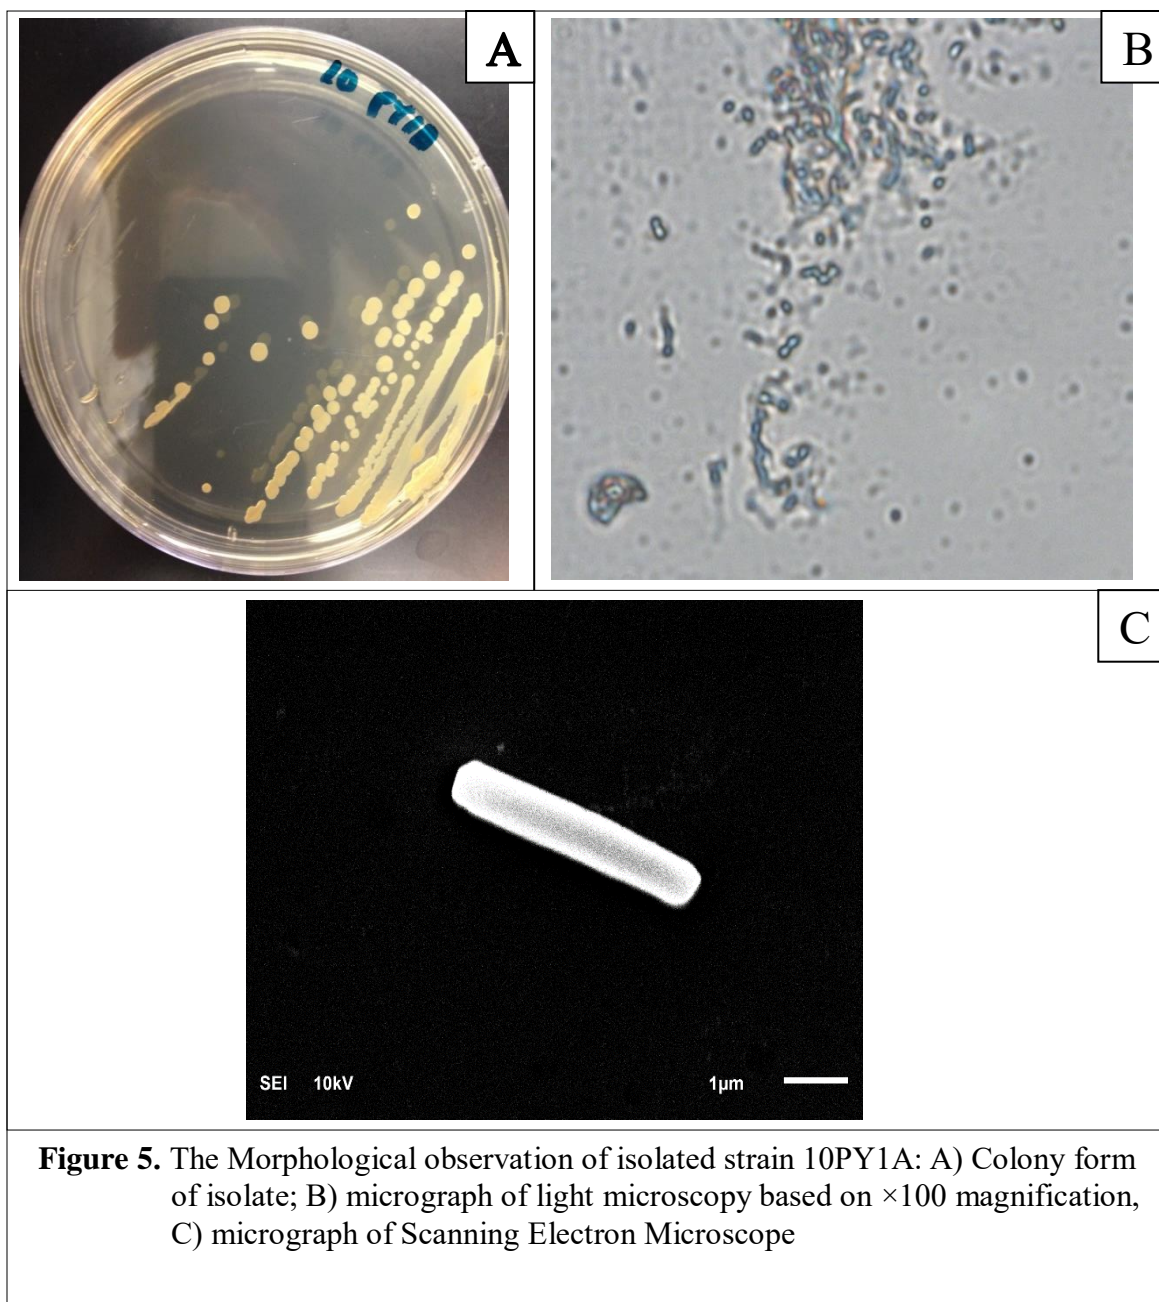 A
B
10 PY1A
C
SEI 10kV 1µm
Figure 5. The Morphological observation of isolated strain 10PY1A: A) Colony form
of isolate; B) micrograph of light microscopy based on ×100 magnification,
C) micrograph of Scanning Electron Microscope